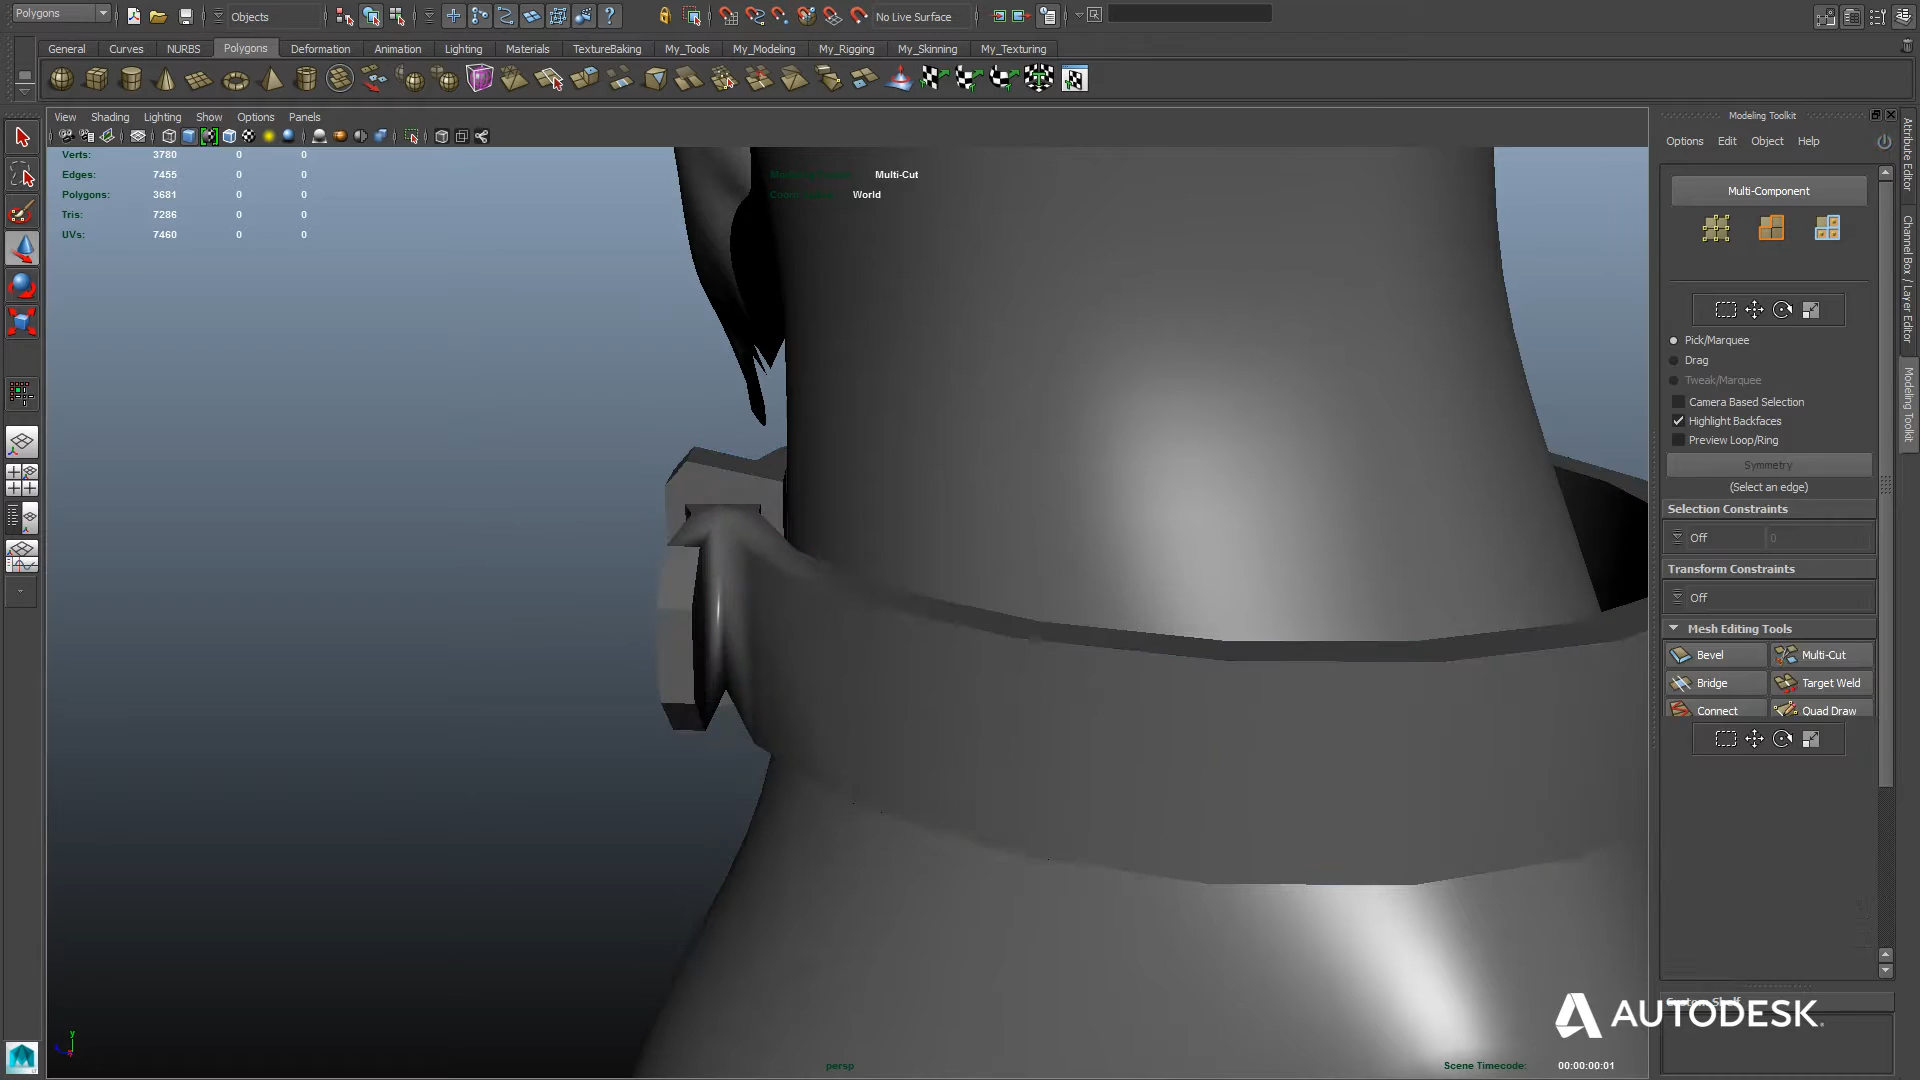 Polygons
Objects
No Live Surface
General Curves NURBS Polygons Deformation Animation Lighting Materials TextureBaking My_Tools My_Modeling My_Rigging My_Skinning My_Texturing
View Shading Lighting Show Options Panels
Verts: 3780 0 0
Edges: 7455 0 0
Polygons: 3681 0 0
Tris: 7286 0 0
UVs: 7460 0 0
Multi-Cut
World
Modeling Toolkit
Options Edit Object Help
Multi-Component
Pick/Marquee
Drag
Tweak/Marquee
Camera Based Selection
Highlight Backfaces
Preview Loop/Ring
Symmetry
(Select an edge)
Selection Constraints
Off 0
Transform Constraints
Off
Mesh Editing Tools
Bevel Multi-Cut
Bridge Target Weld
Connect Quad Draw
Attribute Editor
Channel Box / Layer Editor
Modeling Toolkit
Custom Shelf
AUTODESK.
persp
Scene Timecode: 00:00:00:01
y